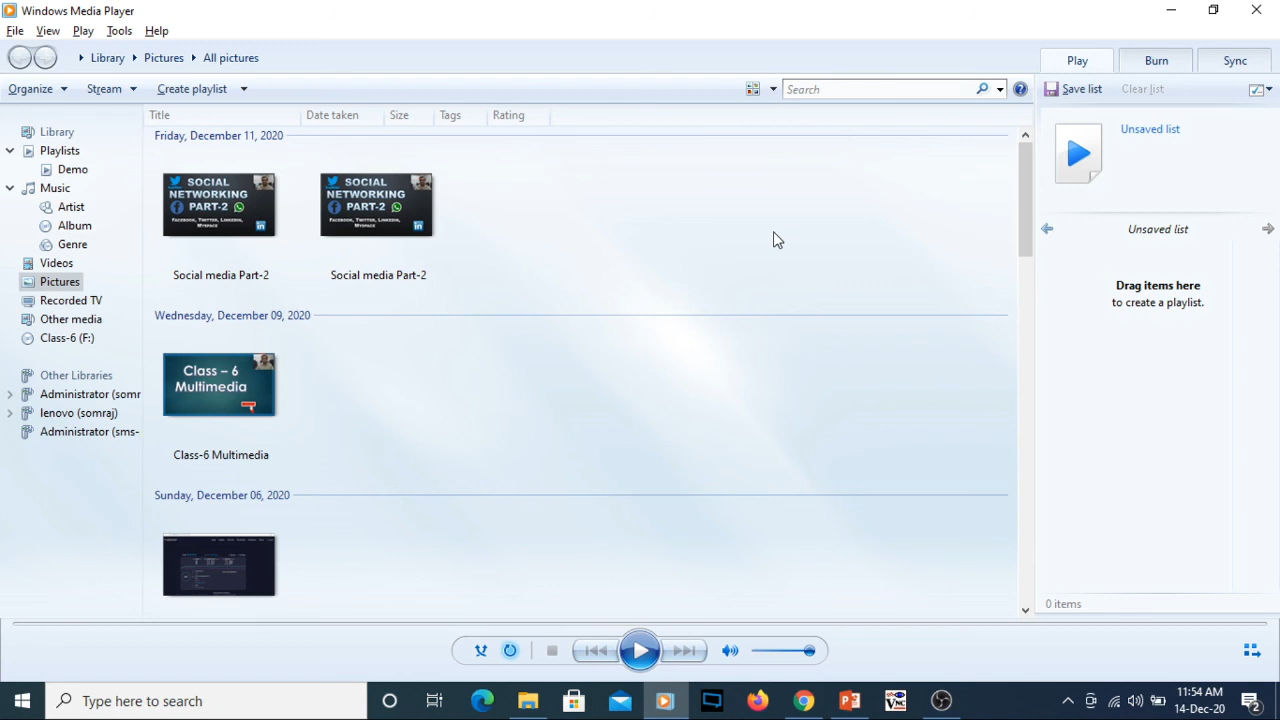 Windows Media Player
File View Play Tools Help
Library Pictures All pictures
Play Burn Sync
Organize Stream Create playlist
Search
Save list Clear list
Title Date taken Size Tags Rating
Library
Playlists
Demo
Music
Artist
Album
Genre
Videos
Pictures
Recorded TV
Other media
Class-6 (F:)
Other Libraries
Administrator (somr
lenovo (somraj)
Administrator (sms-
Friday, December 11, 2020
SOCIAL
NETWORKING
PART-2
Facebook, Twitter, LinkedIn,
MySpace
SOCIAL
NETWORKING
PART-2
Facebook, Twitter, LinkedIn,
MySpace
Social media Part-2
Social media Part-2
Wednesday, December 09, 2020
Class – 6
Multimedia
Class-6 Multimedia
Sunday, December 06, 2020
Unsaved list
Unsaved list
Drag items here
to create a playlist.
0 items
Type here to search
11:54 AM
14-Dec-20
2